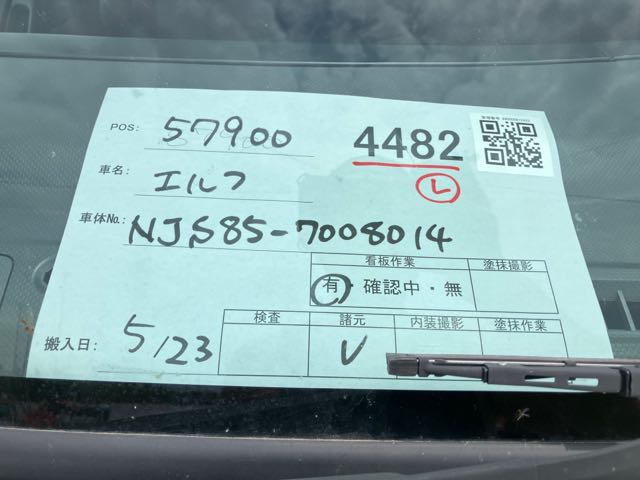 POS: 57900
4482
レ
車名: エルフ
車体No.: NJS85-7008014
看板作業 塗抹撮影
有・確認中・無
検査 諸元 内装撮影 塗抹作業
搬入日: 5/23 レ